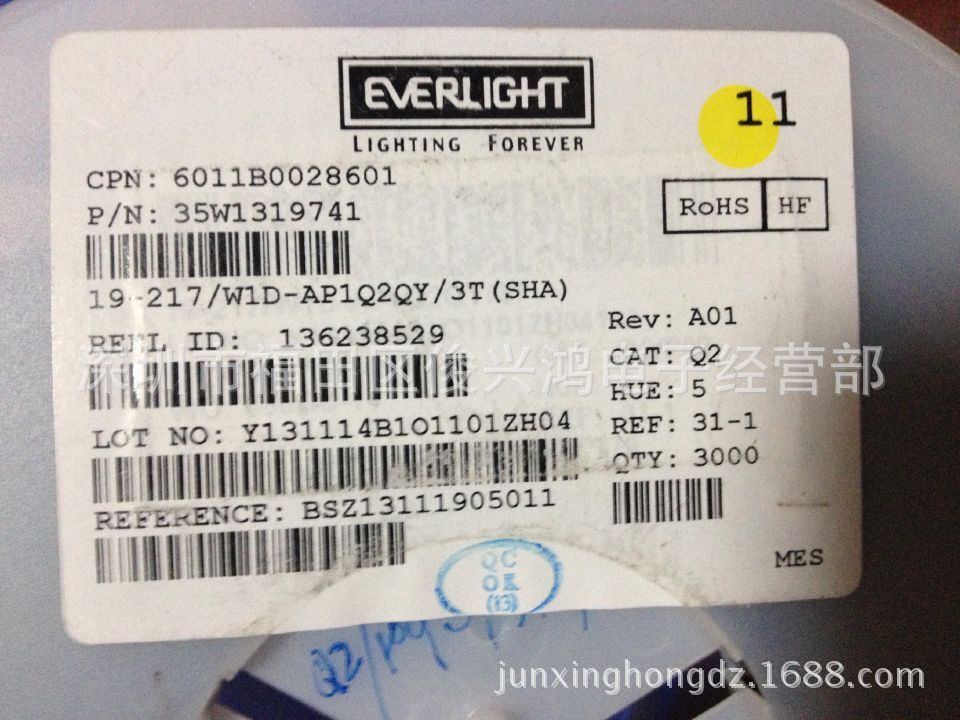 EVERLIGHT
LIGHTING FOREVER
11
CPN: 6011B0028601
P/N: 35W1319741
RoHS HF
19-217/W1D-AP1Q2QY/3T(SHA)
REEL ID: 136238529
Rev: A01
CAT: Q2
深圳市福田区俊兴鸿电子经营部
HUE: 5
LOT NO: Y131114B1O1101ZH04
REF: 31-1
QTY: 3000
REFERENCE: BSZ13111905011
MES
QC
OK
(13)
junxinghongdz.1688.com